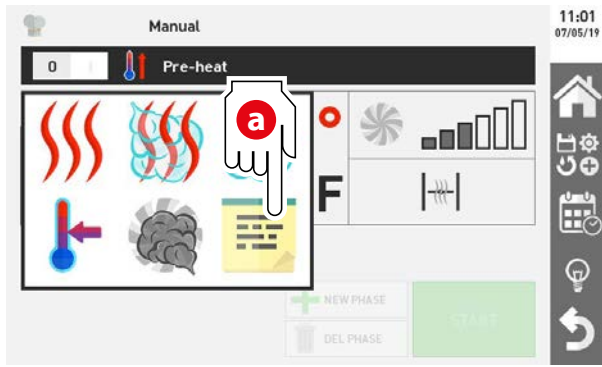 Manual
11:01
07/05/19
0 I
Pre-heat
a
F
NEW PHASE
DEL PHASE
START